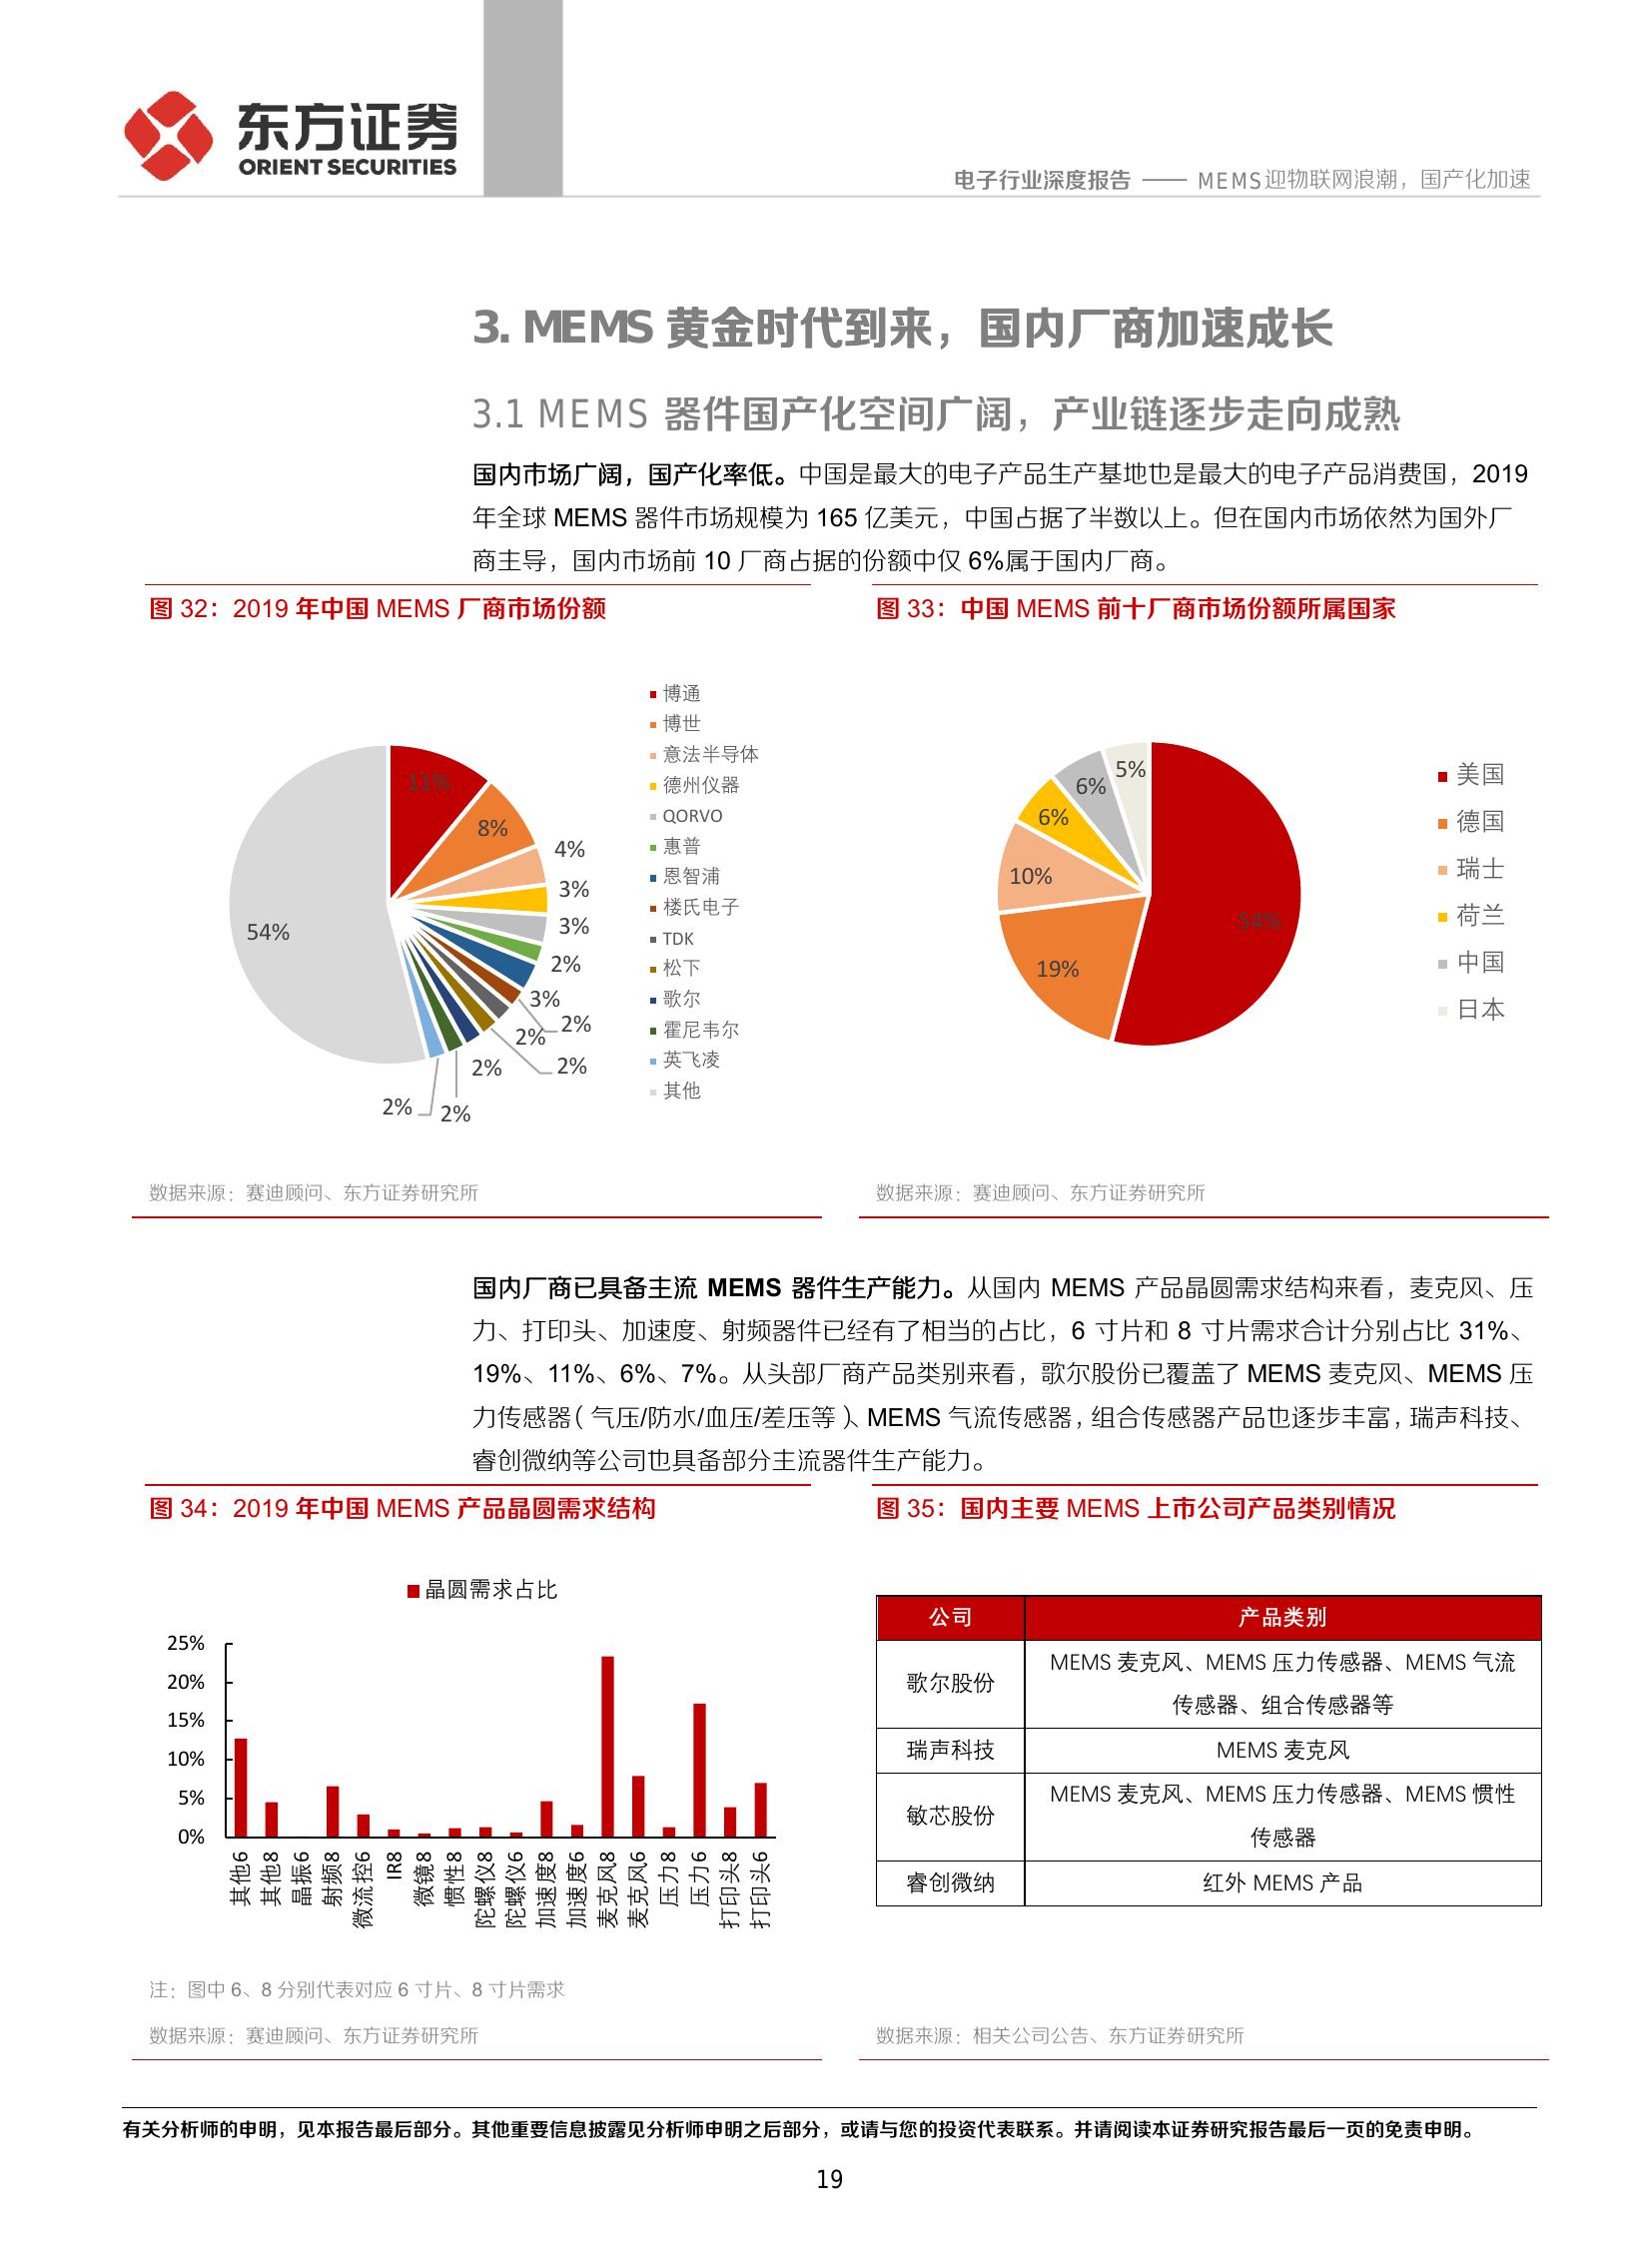 东方证券
ORIENT SECURITIES
电子行业深度报告 —— MEMS迎物联网浪潮，国产化加速
3. MEMS 黄金时代到来，国内厂商加速成长
3.1 MEMS 器件国产化空间广阔，产业链逐步走向成熟
国内市场广阔，国产化率低。中国是最大的电子产品生产基地也是最大的电子产品消费国，2019
年全球 MEMS 器件市场规模为 165 亿美元，中国占据了半数以上。但在国内市场依然为国外厂
商主导，国内市场前 10 厂商占据的份额中仅 6%属于国内厂商。
图 32：2019 年中国 MEMS 厂商市场份额
11%
8%
4%
3%
3%
2%
3%
2%
2%
2%
2%
2%
2%
54%
博通
博世
意法半导体
德州仪器
QORVO
惠普
恩智浦
楼氏电子
TDK
松下
歌尔
霍尼韦尔
英飞凌
其他
数据来源：赛迪顾问、东方证券研究所
图 33：中国 MEMS 前十厂商市场份额所属国家
54%
19%
10%
6%
6%
5%
美国
德国
瑞士
荷兰
中国
日本
数据来源：赛迪顾问、东方证券研究所
国内厂商已具备主流 MEMS 器件生产能力。从国内 MEMS 产品晶圆需求结构来看，麦克风、压
力、打印头、加速度、射频器件已经有了相当的占比，6 寸片和 8 寸片需求合计分别占比 31%、
19%、11%、6%、7%。从头部厂商产品类别来看，歌尔股份已覆盖了 MEMS 麦克风、MEMS 压
力传感器（气压/防水/血压/差压等）、MEMS 气流传感器，组合传感器产品也逐步丰富，瑞声科技、
睿创微纳等公司也具备部分主流器件生产能力。
图 34：2019 年中国 MEMS 产品晶圆需求结构
晶圆需求占比
25%
20%
15%
10%
5%
0%
其他6
其他8
晶振6
射频8
微流控6
IR8
微镜8
惯性8
陀螺仪8
陀螺仪6
加速度8
加速度6
麦克风8
麦克风6
压力8
压力6
打印头8
打印头6
注：图中 6、8 分别代表对应 6 寸片、8 寸片需求
数据来源：赛迪顾问、东方证券研究所
图 35：国内主要 MEMS 上市公司产品类别情况
公司 产品类别
歌尔股份 MEMS 麦克风、MEMS 压力传感器、MEMS 气流
传感器、组合传感器等
瑞声科技 MEMS 麦克风
敏芯股份 MEMS 麦克风、MEMS 压力传感器、MEMS 惯性
传感器
睿创微纳 红外 MEMS 产品
数据来源：相关公司公告、东方证券研究所
有关分析师的申明，见本报告最后部分。其他重要信息披露见分析师申明之后部分，或请与您的投资代表联系。并请阅读本证券研究报告最后一页的免责申明。
19